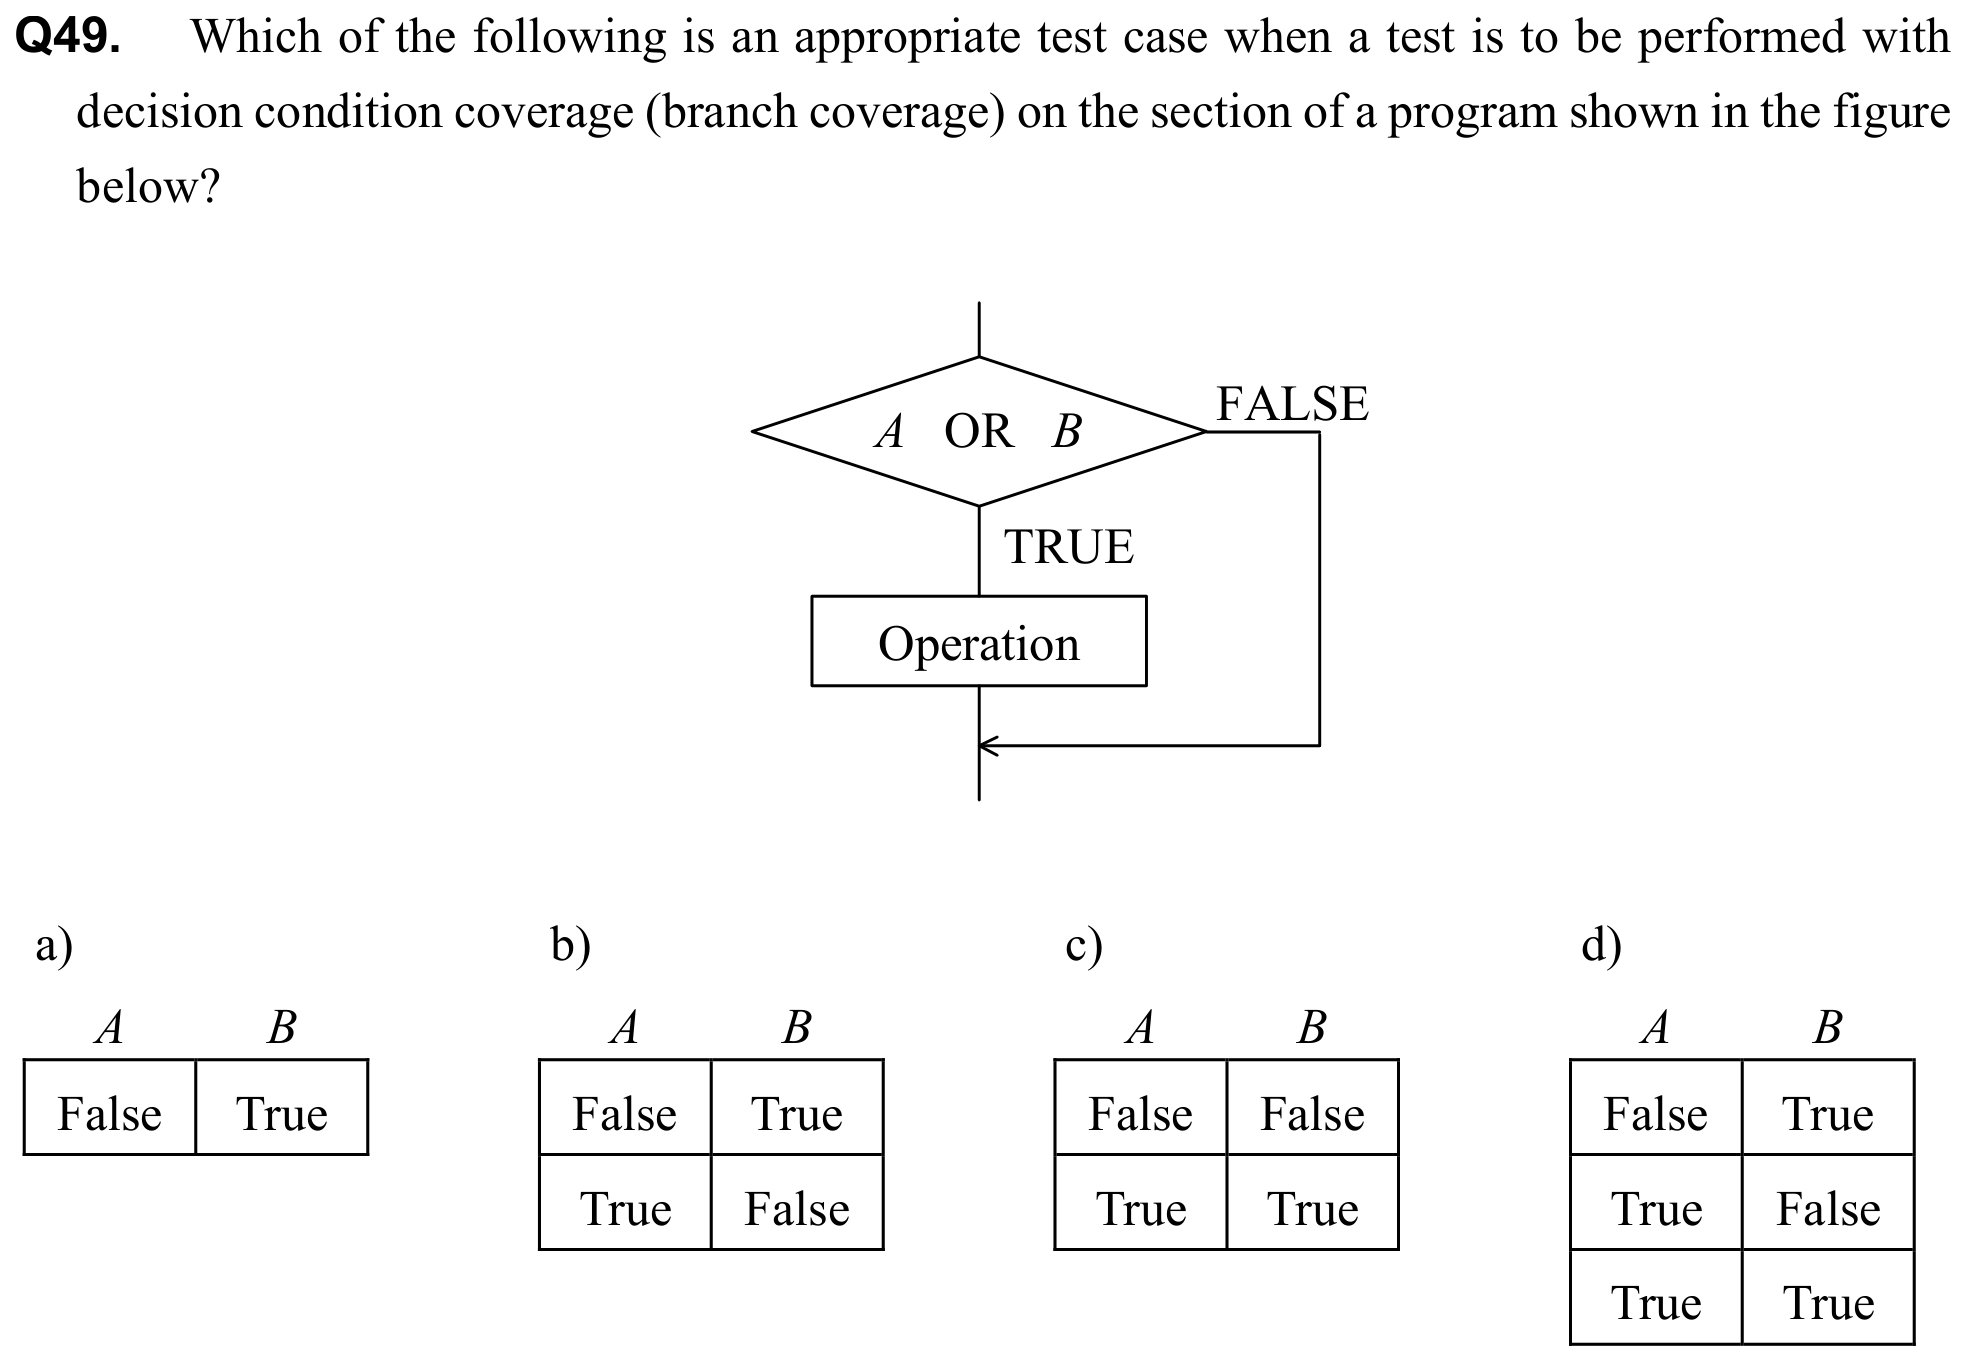 Q49. Which of the following is an appropriate test case when a test is to be performed with
decision condition coverage (branch coverage) on the section of a program shown in the figure
below?
A OR B
FALSE
TRUE
Operation
a)
A B
False True
b)
A B
False True
True False
c)
A B
False False
True True
d)
A B
False True
True False
True True